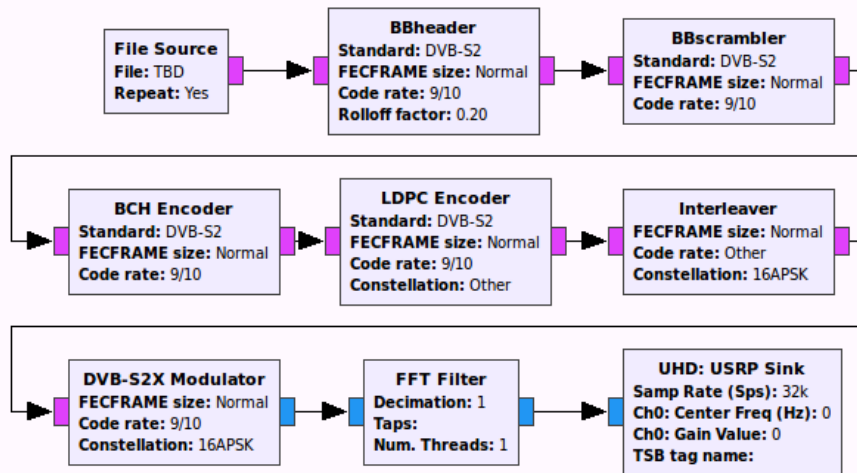 File Source
File: TBD
Repeat: Yes
BBheader
Standard: DVB-S2
FECFRAME size: Normal
Code rate: 9/10
Rolloff factor: 0.20
BBscrambler
Standard: DVB-S2
FECFRAME size: Normal
Code rate: 9/10
BCH Encoder
Standard: DVB-S2
FECFRAME size: Normal
Code rate: 9/10
LDPC Encoder
Standard: DVB-S2
FECFRAME size: Normal
Code rate: 9/10
Constellation: Other
Interleaver
FECFRAME size: Normal
Code rate: Other
Constellation: 16APSK
DVB-S2X Modulator
FECFRAME size: Normal
Code rate: 9/10
Constellation: 16APSK
FFT Filter
Decimation: 1
Taps:
Num. Threads: 1
UHD: USRP Sink
Samp Rate (Sps): 32k
Ch0: Center Freq (Hz): 0
Ch0: Gain Value: 0
TSB tag name: